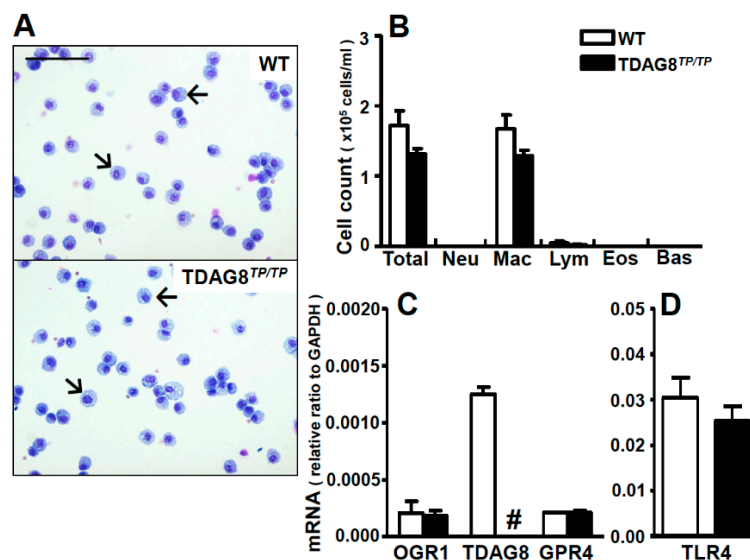 A
WT
TDAG8TP/TP
B
WT
TDAG8TP/TP
Cell count ( x10⁵ cells/ml )
3
2
1
0
Total Neu Mac Lym Eos Bas
C
mRNA ( relative ratio to GAPDH )
0.0020
0.0015
0.0010
0.0005
0.000
#
OGR1 TDAG8 GPR4
D
0.05
0.04
0.03
0.02
0.01
0.0
TLR4